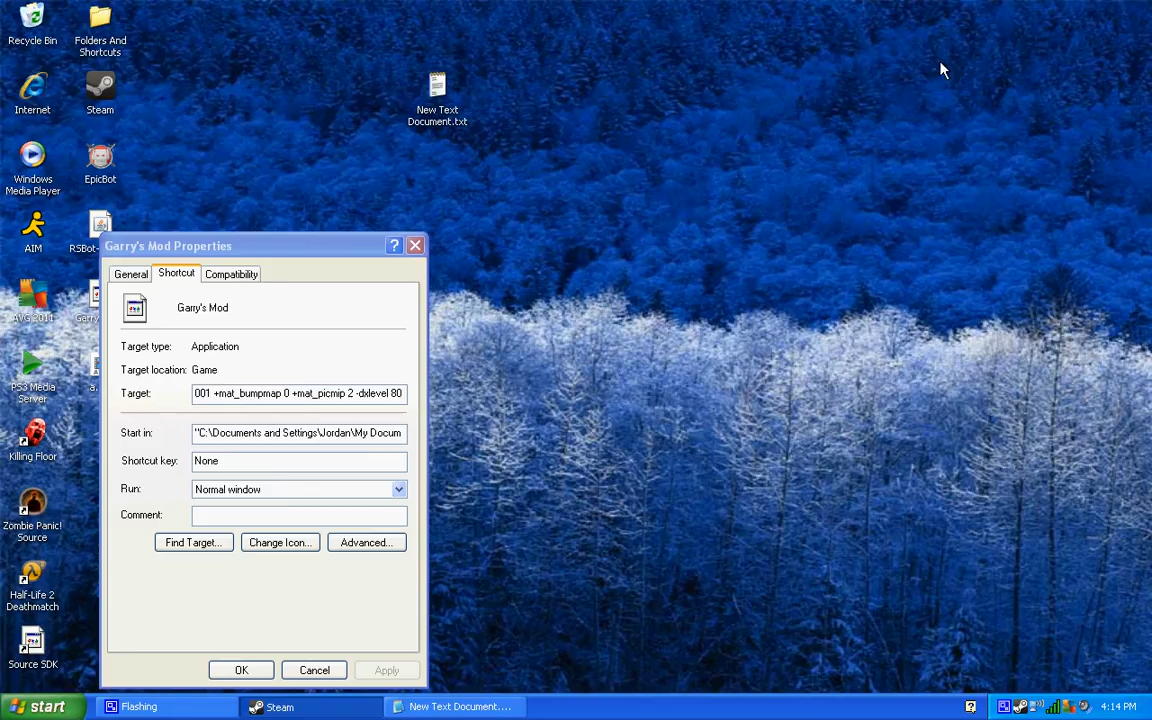 Recycle Bin
Folders And
Shortcuts
Internet
Steam
New Text
Document.txt
Windows
Media Player
EpicBot
AIM
RSBot-
AVG 2011
Garry
PS3 Media
Server
a.
Killing Floor
Zombie Panic!
Source
Half-Life 2
Deathmatch
Source SDK
Garry's Mod Properties
General
Shortcut
Compatibility
Garry's Mod
Target type: Application
Target location: Game
Target: 001 +mat_bumpmap 0 +mat_picmip 2 -dxlevel 80
Start in: "C:\Documents and Settings\Jordan\My Docum
Shortcut key: None
Run: Normal window
Comment:
Find Target...
Change Icon...
Advanced...
OK
Cancel
Apply
start
Flashing
Steam
New Text Document....
4:14 PM